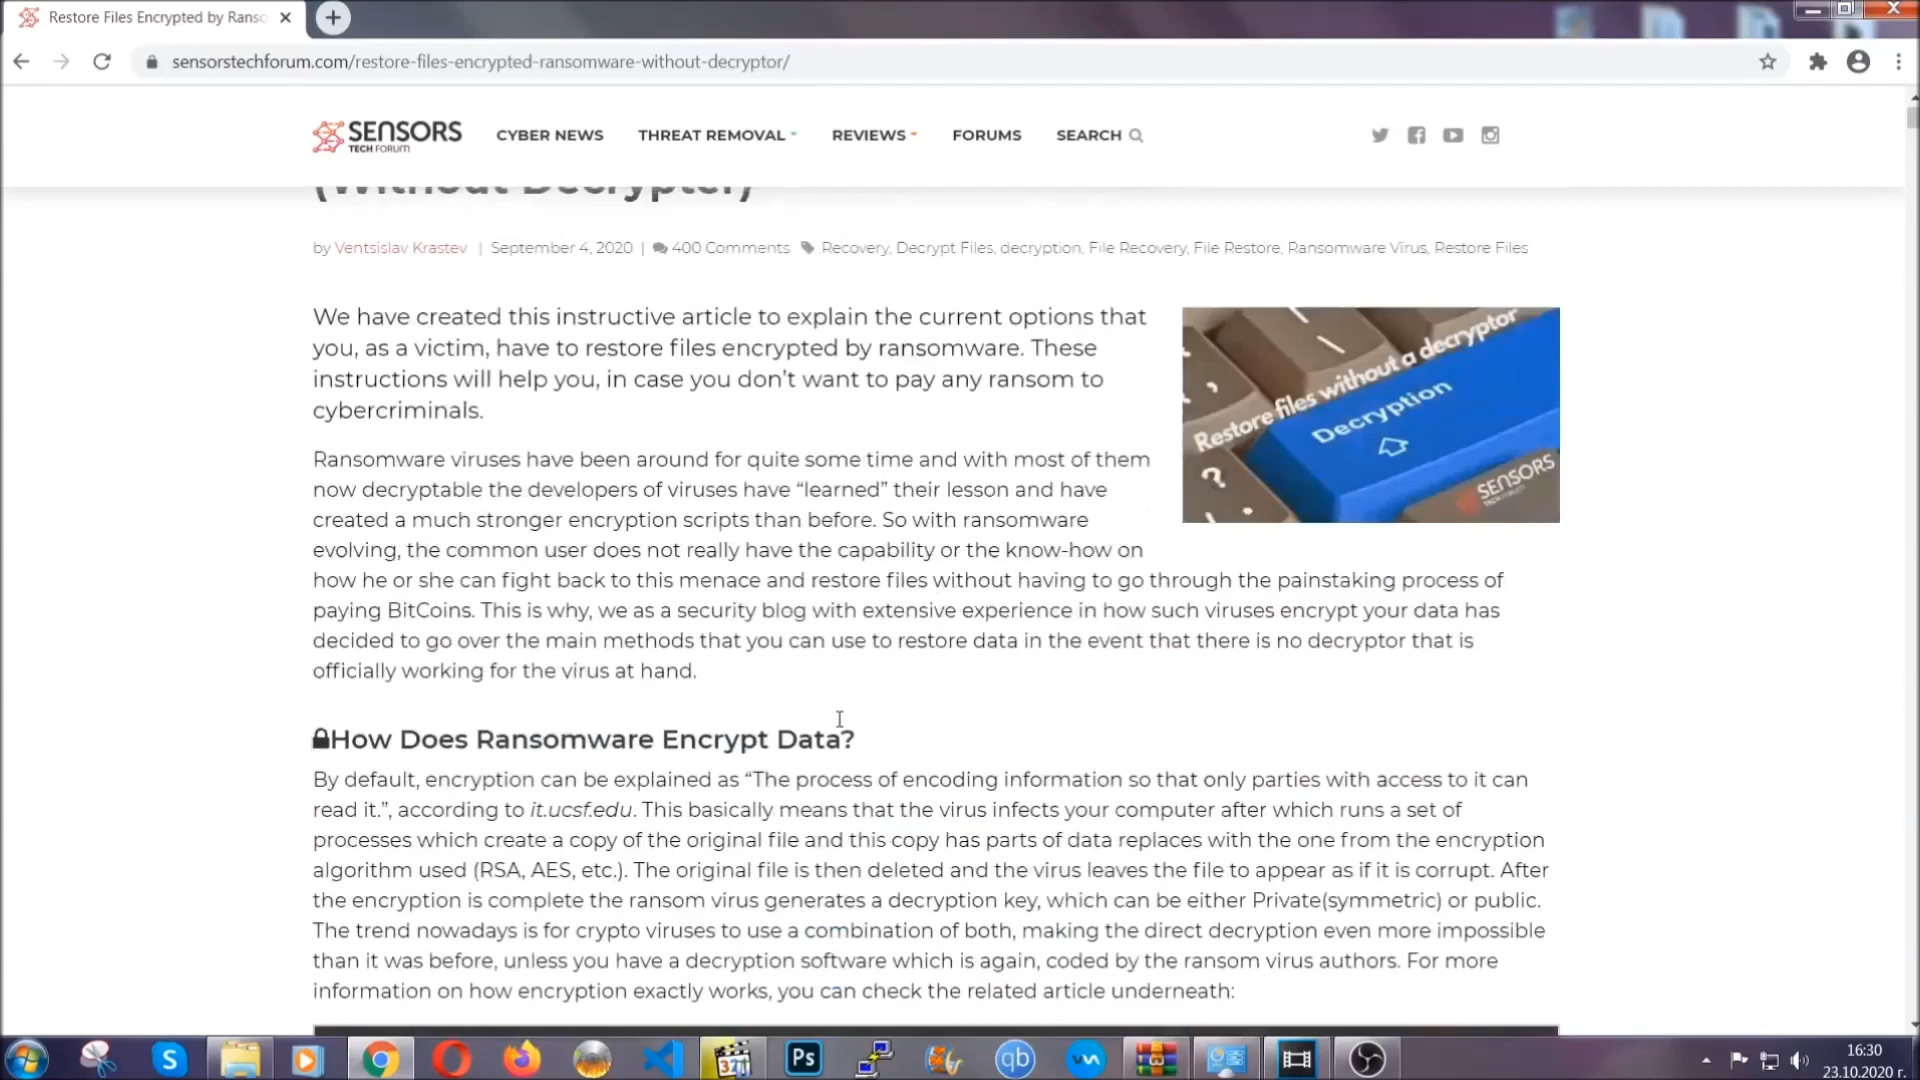 Restore Files Encrypted by Ranso
sensorstechforum.com/restore-files-encrypted-ransomware-without-decryptor/
SENSORS
TECH FORUM
CYBER NEWS THREAT REMOVAL REVIEWS FORUMS SEARCH
(Without Decrypter)
by Ventsislav Krastev | September 4, 2020 | 400 Comments Recovery, Decrypt Files, decryption, File Recovery, File Restore, Ransomware Virus, Restore Files
We have created this instructive article to explain the current options that
you, as a victim, have to restore files encrypted by ransomware. These
instructions will help you, in case you don’t want to pay any ransom to
cybercriminals.
Restore files without a decryptor
Decryption
SENSORS
Ransomware viruses have been around for quite some time and with most of them
now decryptable the developers of viruses have “learned” their lesson and have
created a much stronger encryption scripts than before. So with ransomware
evolving, the common user does not really have the capability or the know-how on
how he or she can fight back to this menace and restore files without having to go through the painstaking process of
paying BitCoins. This is why, we as a security blog with extensive experience in how such viruses encrypt your data has
decided to go over the main methods that you can use to restore data in the event that there is no decryptor that is
officially working for the virus at hand.
How Does Ransomware Encrypt Data?
By default, encryption can be explained as “The process of encoding information so that only parties with access to it can
read it.”, according to it.ucsf.edu. This basically means that the virus infects your computer after which runs a set of
processes which create a copy of the original file and this copy has parts of data replaces with the one from the encryption
algorithm used (RSA, AES, etc.). The original file is then deleted and the virus leaves the file to appear as if it is corrupt. After
the encryption is complete the ransom virus generates a decryption key, which can be either Private(symmetric) or public.
The trend nowadays is for crypto viruses to use a combination of both, making the direct decryption even more impossible
than it was before, unless you have a decryption software which is again, coded by the ransom virus authors. For more
information on how encryption exactly works, you can check the related article underneath:
S
321
Ps
qb
16:30
23.10.2020 г.